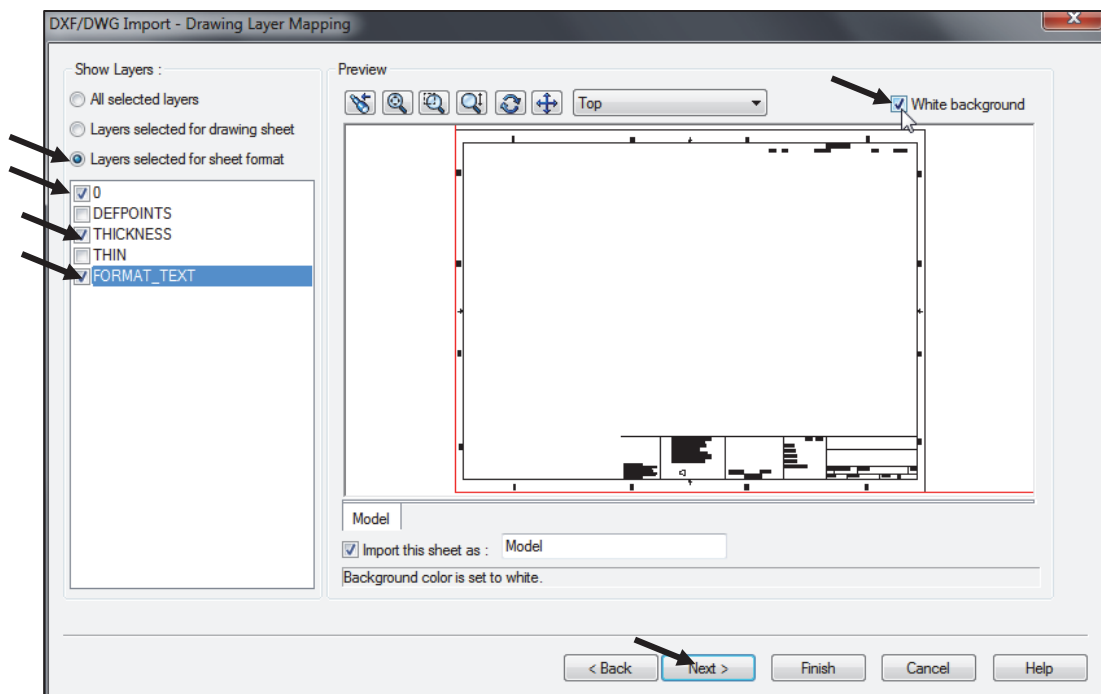 DXF/DWG Import - Drawing Layer Mapping
X
Show Layers :
All selected layers
Layers selected for drawing sheet
Layers selected for sheet format
0
DEFPOINTS
THICKNESS
THIN
FORMAT_TEXT
Preview
Top
White background
Model
Import this sheet as :
Model
Background color is set to white.
< Back
Next >
Finish
Cancel
Help